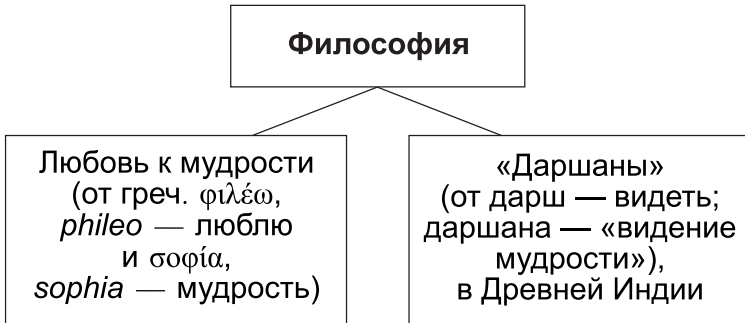 Философия
Любовь к мудрости
(от греч. φιλέω,
phileo — люблю
и σοφία,
sophia — мудрость)
«Даршаны»
(от дарш — видеть;
даршана — «видение
мудрости»),
в Древней Индии